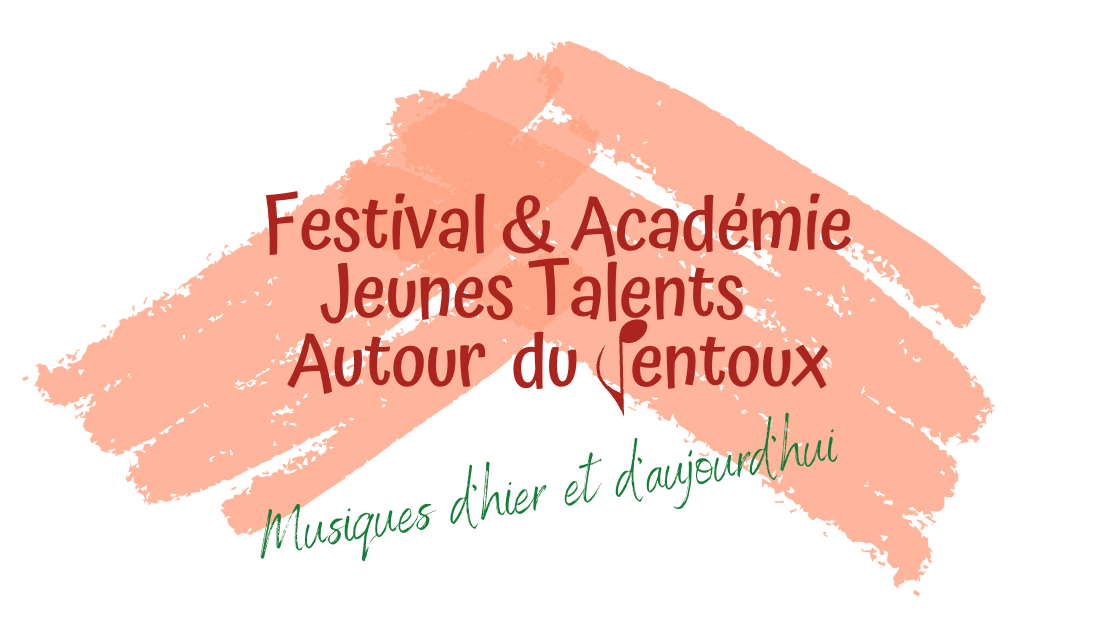 Festival & Académie
Jeunes Talents
Autour du Ventoux
Musiques d'hier et d'aujourd'hui